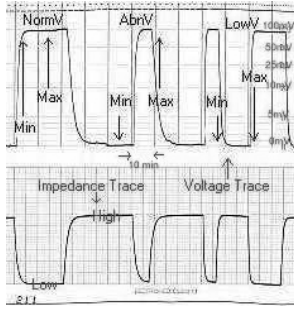 NormV AbnV LowV
100mV
50mV
25mV
10mV
5mV
0mV
Max Min Max Min Max
Min
10 min
Impedance Trace Voltage Trace
High
Low
211